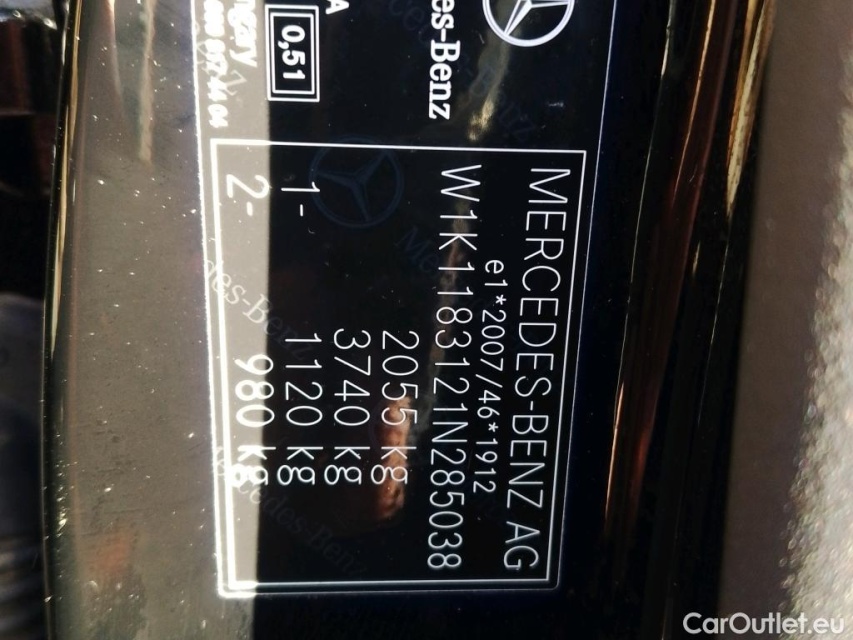 MERCEDES-BENZ AG
e1*2007/46*1912
W1K1183121N285038
2055 kg
3740 kg
1- 1120 kg
2- 980 kg
es-Benz
A
0,51
ngary
CarOutlet.eu